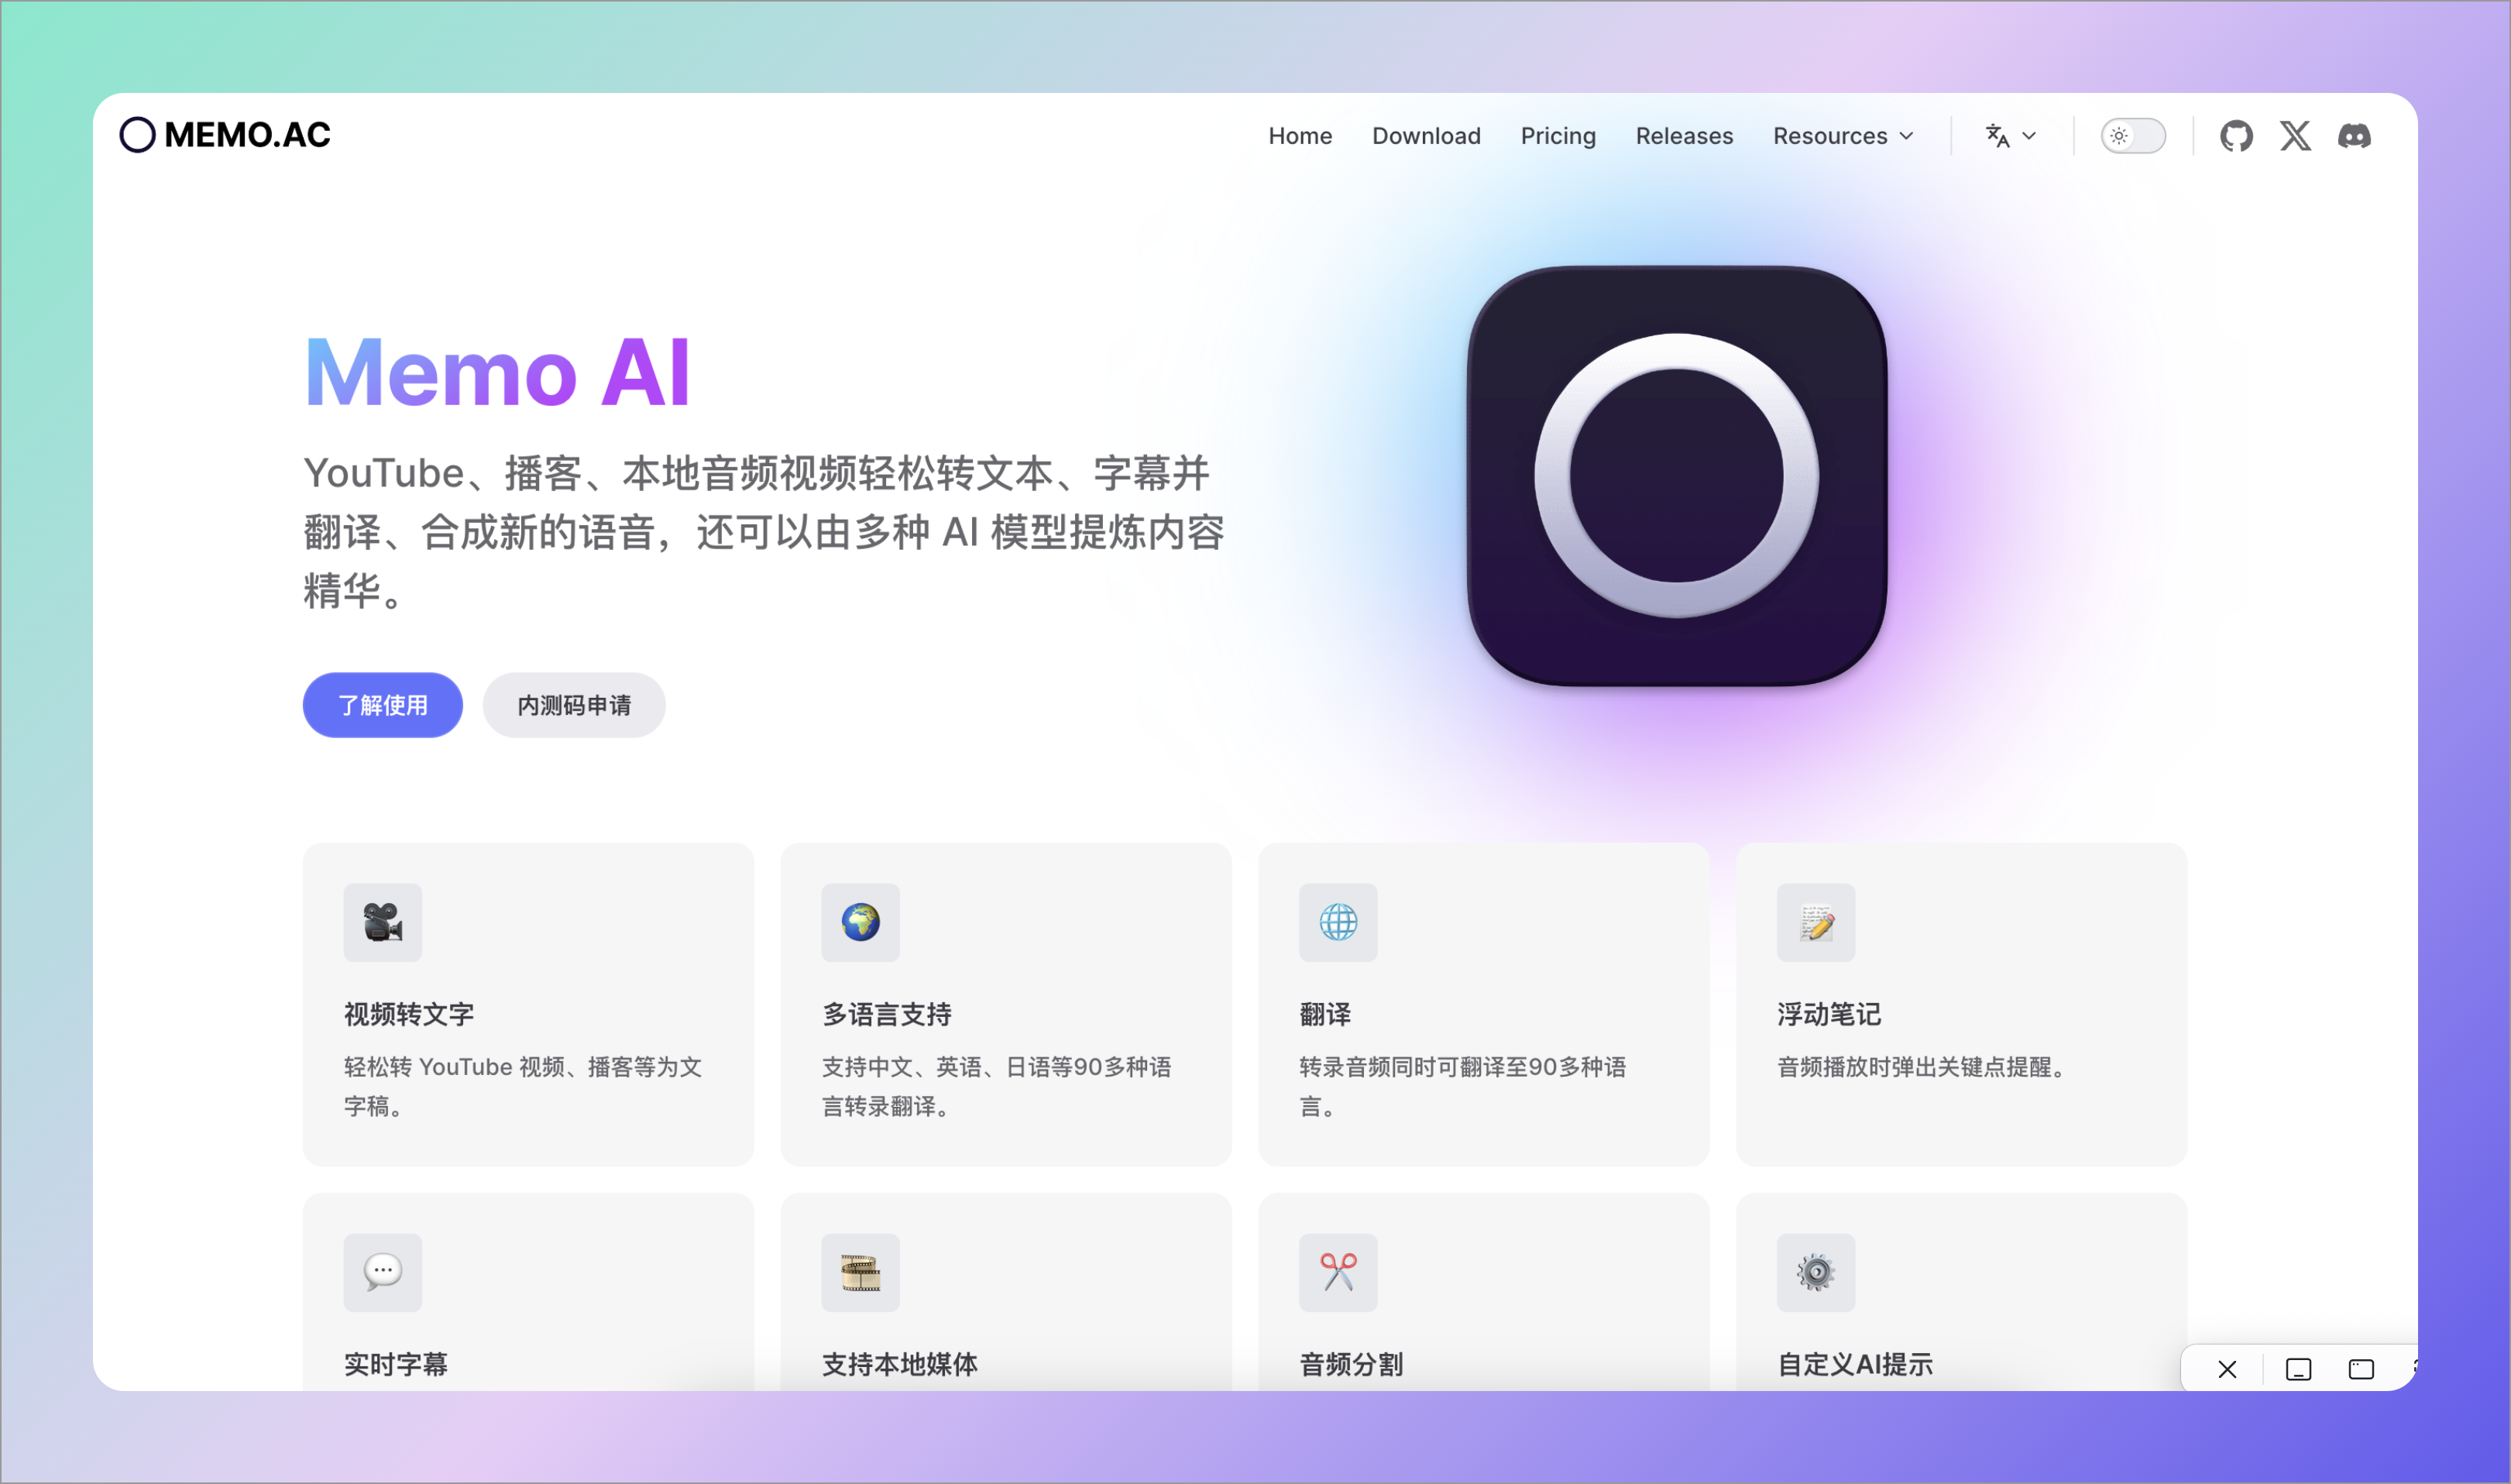 MEMO.AC
Home Download Pricing Releases Resources
Memo AI
YouTube、播客、本地音频视频轻松转文本、字幕并
翻译、合成新的语音，还可以由多种 AI 模型提炼内容
精华。
了解使用 内测码申请
视频转文字
轻松转 YouTube 视频、播客等为文
字稿。
多语言支持
支持中文、英语、日语等90多种语
言转录翻译。
翻译
转录音频同时可翻译至90多种语
言。
浮动笔记
音频播放时弹出关键点提醒。
实时字幕
支持本地媒体
音频分割
自定义AI提示